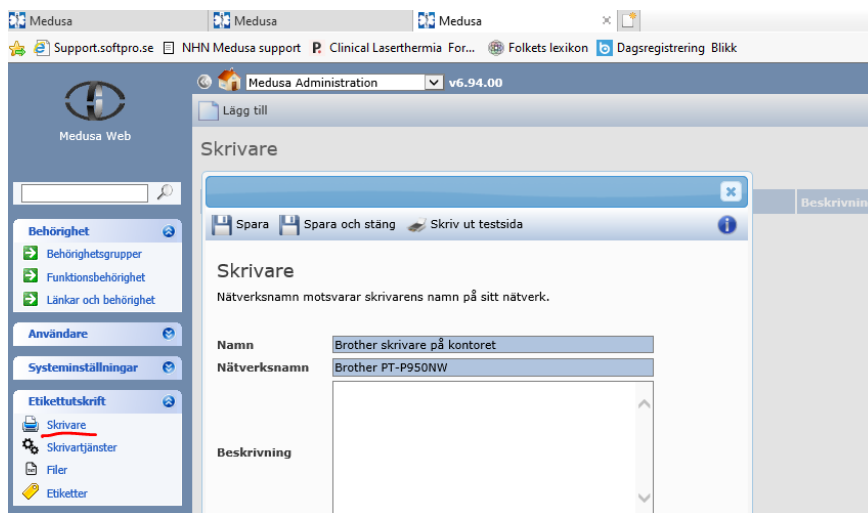 Medusa
Medusa
Medusa
Support.softpro.se NHN Medusa support P. Clinical Laserthermia For... Folkets lexikon Dagsregistrering Blikk
Medusa Administration v6.94.00
Lägg till
Medusa Web
Skrivare
Beskrivnin
Spara Spara och stäng Skriv ut testsida
Behörighet
Behörighetsgrupper
Funktionsbehörighet
Länkar och behörighet
Användare
Systeminställningar
Etikettutskrift
Skrivare
Skrivartjänster
Filer
Etiketter
Skrivare
Nätverksnamn motsvarar skrivarens namn på sitt nätverk.
Namn Brother skrivare på kontoret
Nätverksnamn Brother PT-P950NW
Beskrivning